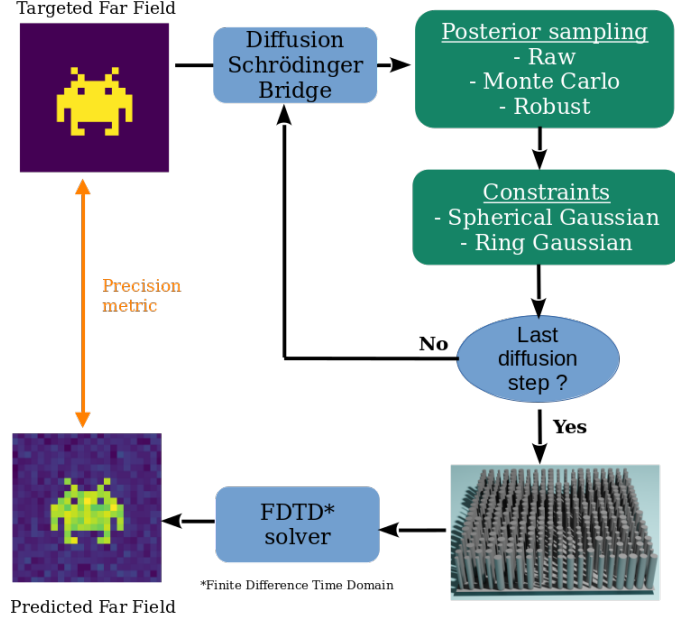 Targeted Far Field
Diffusion
Schrödinger
Bridge
Posterior sampling
- Raw
- Monte Carlo
- Robust
Constraints
- Spherical Gaussian
- Ring Gaussian
Precision
metric
No
Last
diffusion
step ?
Yes
FDTD*
solver
*Finite Difference Time Domain
Predicted Far Field